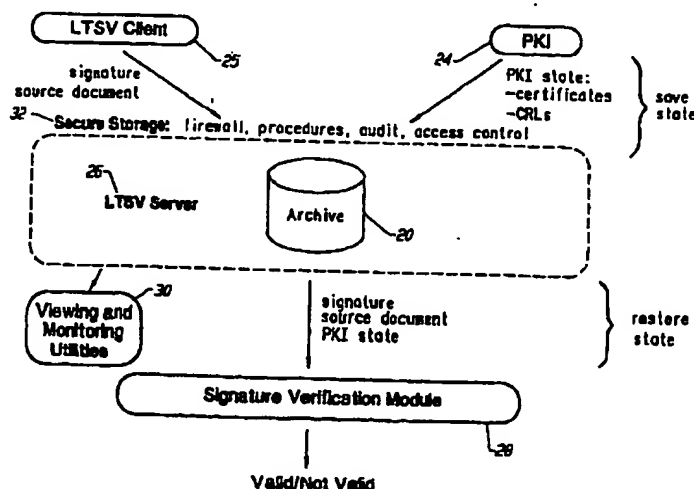 LTSV Client
25
PKI
24
signature
source document
PKI state:
-certificates
-CRLs
save
state
32
Secure Storage: firewall, procedures, audit, access control
26
LTSV Server
Archive
20
30
Viewing and
Monitoring
Utilities
signature
source document
PKI state
restore
state
Signature Verification Module
28
Valid/Not Valid